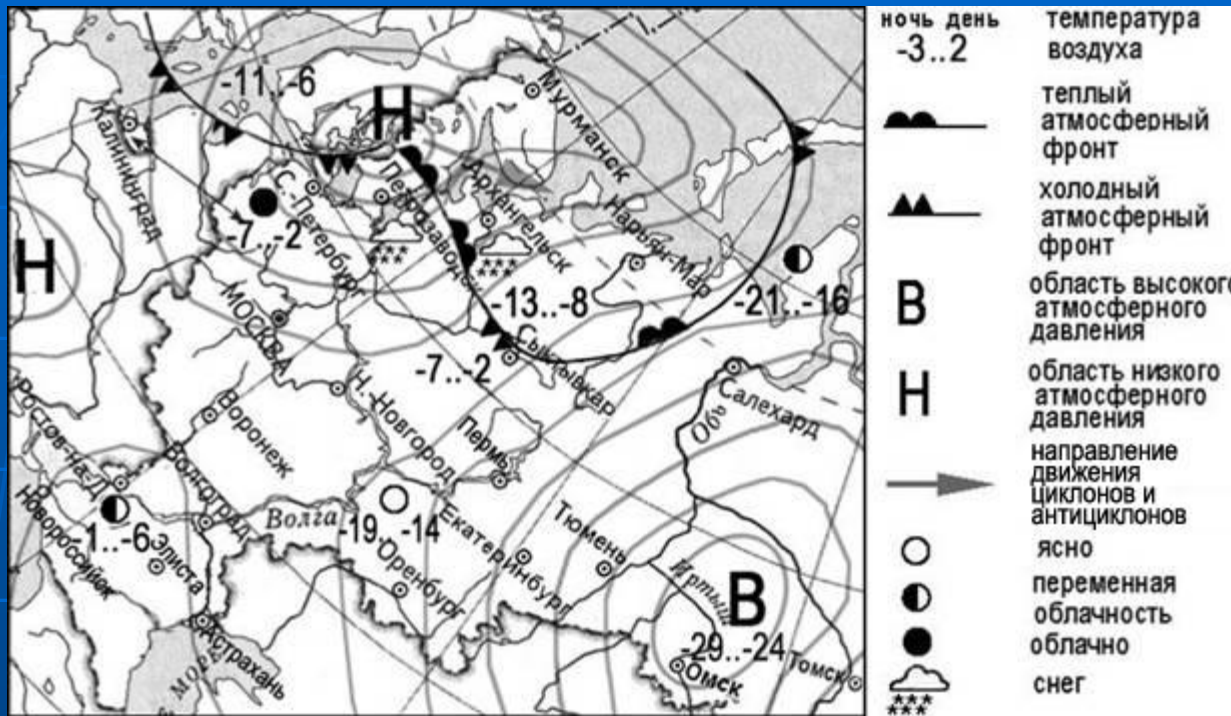 -11..-6
Н
Мурманск
Калининград
С.-Петербург
Петрозаводск
Архангельск
Нарьян-Мар
-7..-2
Н
-13..-8
-21..-16
МОСКВА
Сыктывкар
-7..-2
Салехард
Обь
Ростов-на-Д.
Воронеж
Н.-Новгород
Пермь
Новороссийск
Волгоград
Волга
-1..-6
Элиста
-19..-14
Оренбург
Екатеринбург
Тюмень
Иртыш
В
-29..-24
Омск
Томск
Астрахань
море
ночь день
-3..2
температура
воздуха
теплый
атмосферный
фронт
холодный
атмосферный
фронт
В
область высокого
атмосферного
давления
Н
область низкого
атмосферного
давления
направление
движения
циклонов и
антициклонов
ясно
переменная
облачность
облачно
снег